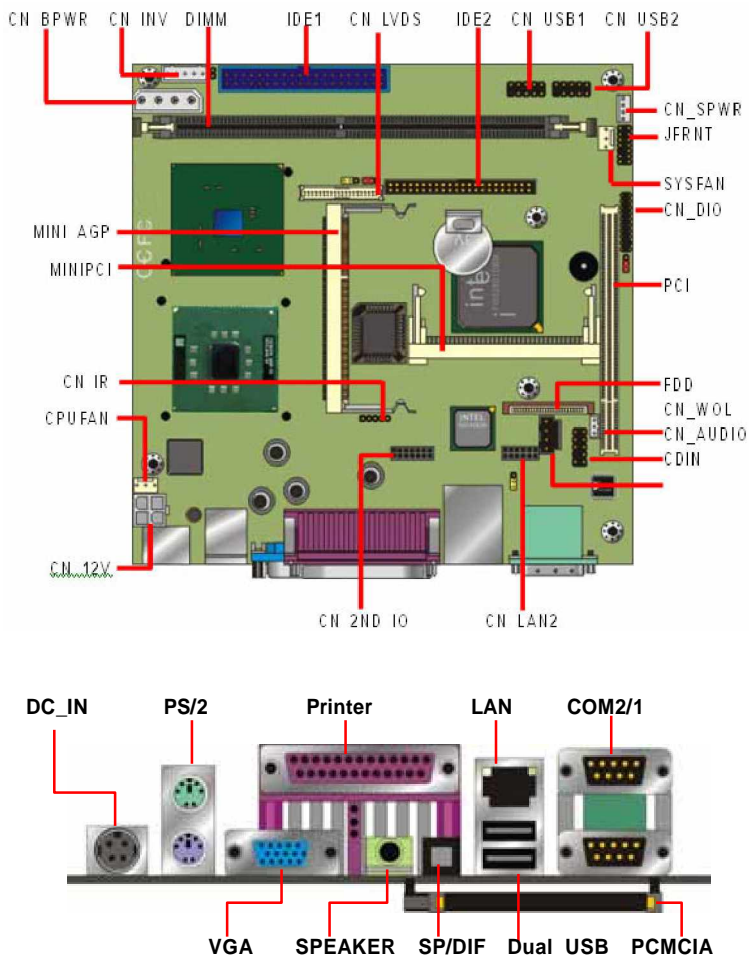 CN BPWR CN INV DIMM IDE1 CN LVDS IDE2 CN USB1 CN USB2
CN_SPWR
JFRNT
SYSFAN
CN_DIO
MINI AGP
MINIPCI
PCI
CN IR
CPUFAN
FDD
CN_WOL
CN_AUDIO
CDIN
intel
INTEL
CN 12V
CN 2ND IO CN LAN2
DC_IN PS/2 Printer LAN COM2/1
VGA SPEAKER SP/DIF Dual USB PCMCIA